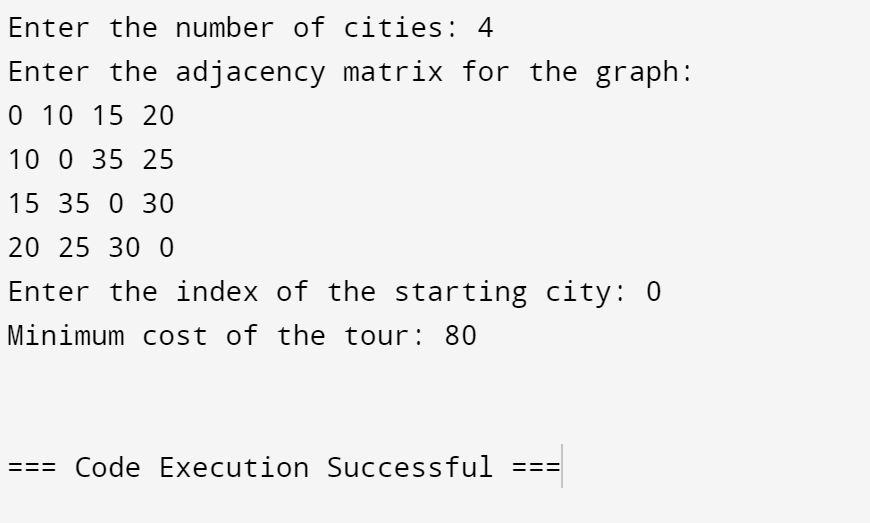 Enter the number of cities: 4
Enter the adjacency matrix for the graph:
0 10 15 20
10 0 35 25
15 35 0 30
20 25 30 0
Enter the index of the starting city: 0
Minimum cost of the tour: 80
=== Code Execution Successful ===